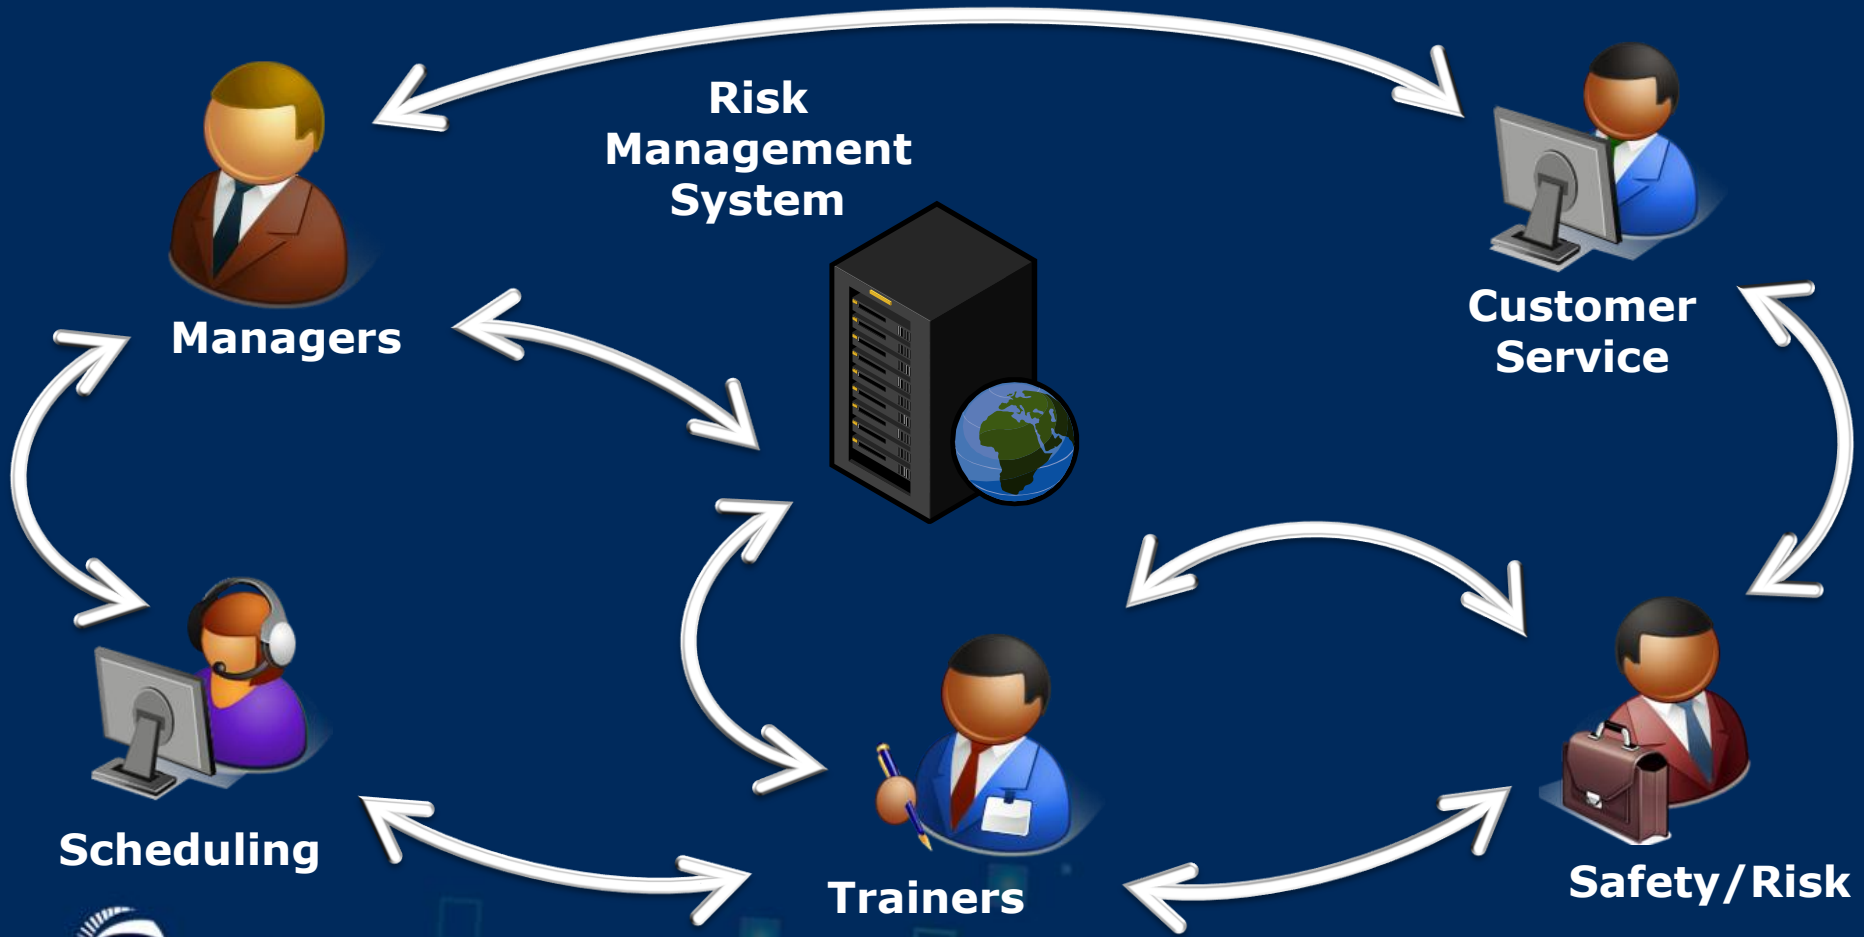 Risk
Management
System
Managers
Customer
Service
Scheduling
Trainers
Safety/Risk